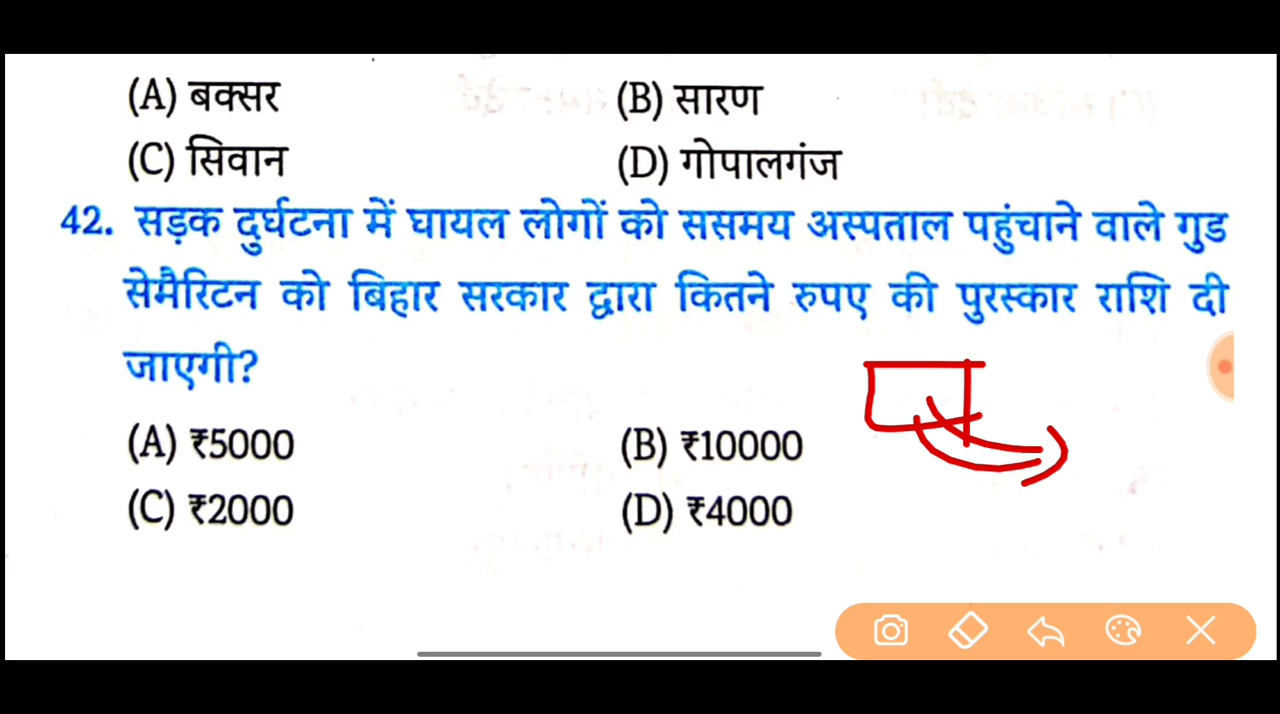 (A) बक्सर (B) सारण
(C) सिवान (D) गोपालगंज
42. सड़क दुर्घटना में घायल लोगों को ससमय अस्पताल पहुंचाने वाले गुड
सेमैरिटन को बिहार सरकार द्वारा कितने रुपए की पुरस्कार राशि दी
जाएगी?
(A) ₹5000 (B) ₹10000
(C) ₹2000 (D) ₹4000